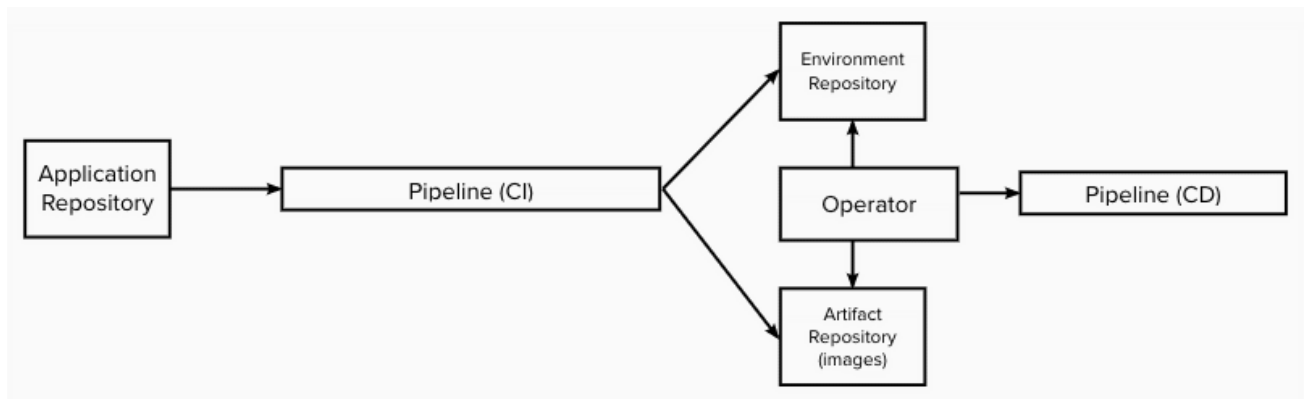 Application
Repository
Pipeline (CI)
Environment
Repository
Operator
Pipeline (CD)
Artifact
Repository
(images)